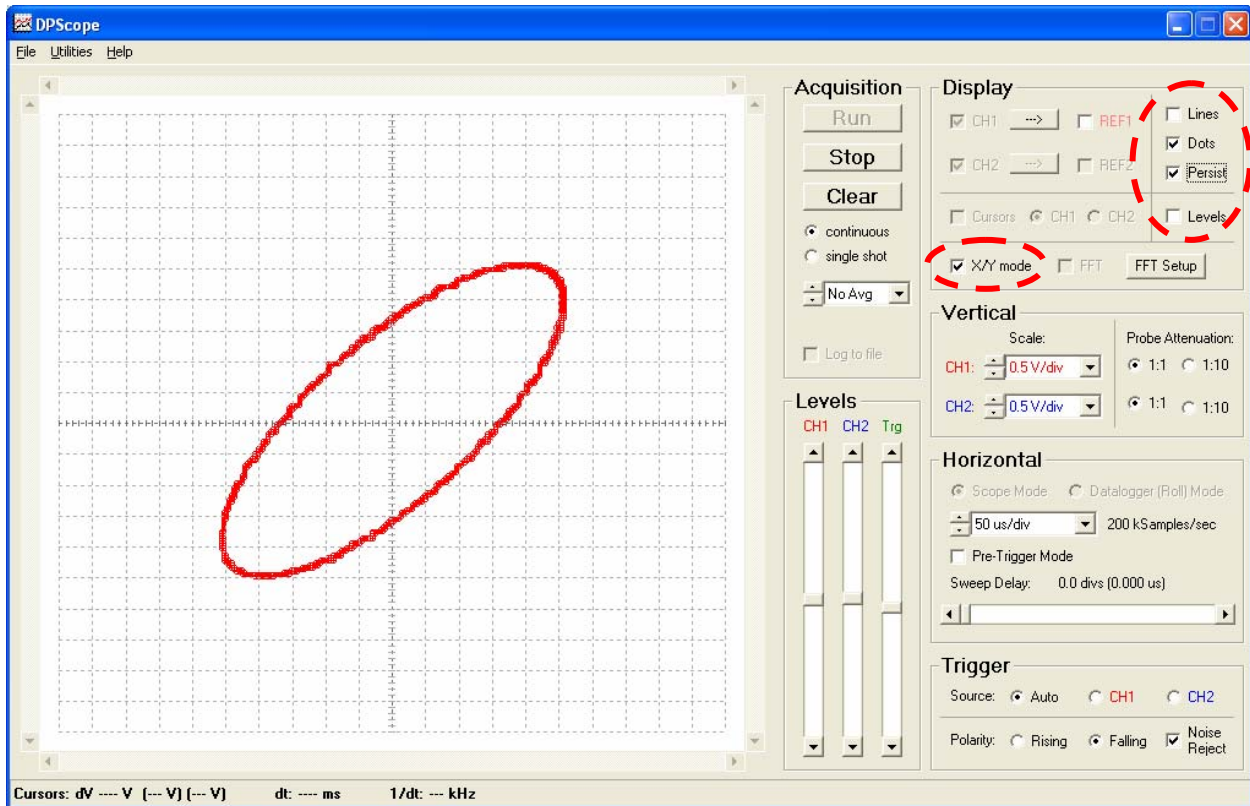 DPScope
File Utilities Help
Acquisition
Run
Stop
Clear
continuous
single shot
No Avg
Log to file
Levels
CH1 CH2 Trg
Display
CH1 ---> REF1
CH2 ---> REF2
Lines
Dots
Persist
Cursors CH1 CH2
Levels
X/Y mode FFT FFT Setup
Vertical
Scale: Probe Attenuation:
CH1: 0.5 V/div 1:1 1:10
CH2: 0.5 V/div 1:1 1:10
Horizontal
Scope Mode Datalogger (Roll) Mode
50 us/div 200 kSamples/sec
Pre-Trigger Mode
Sweep Delay: 0.0 divs (0.000 us)
Trigger
Source: Auto CH1 CH2
Polarity: Rising Falling Noise
Reject
Cursors: dV ---- V (--- V) (--- V) dt: ---- ms 1/dt: --- kHz